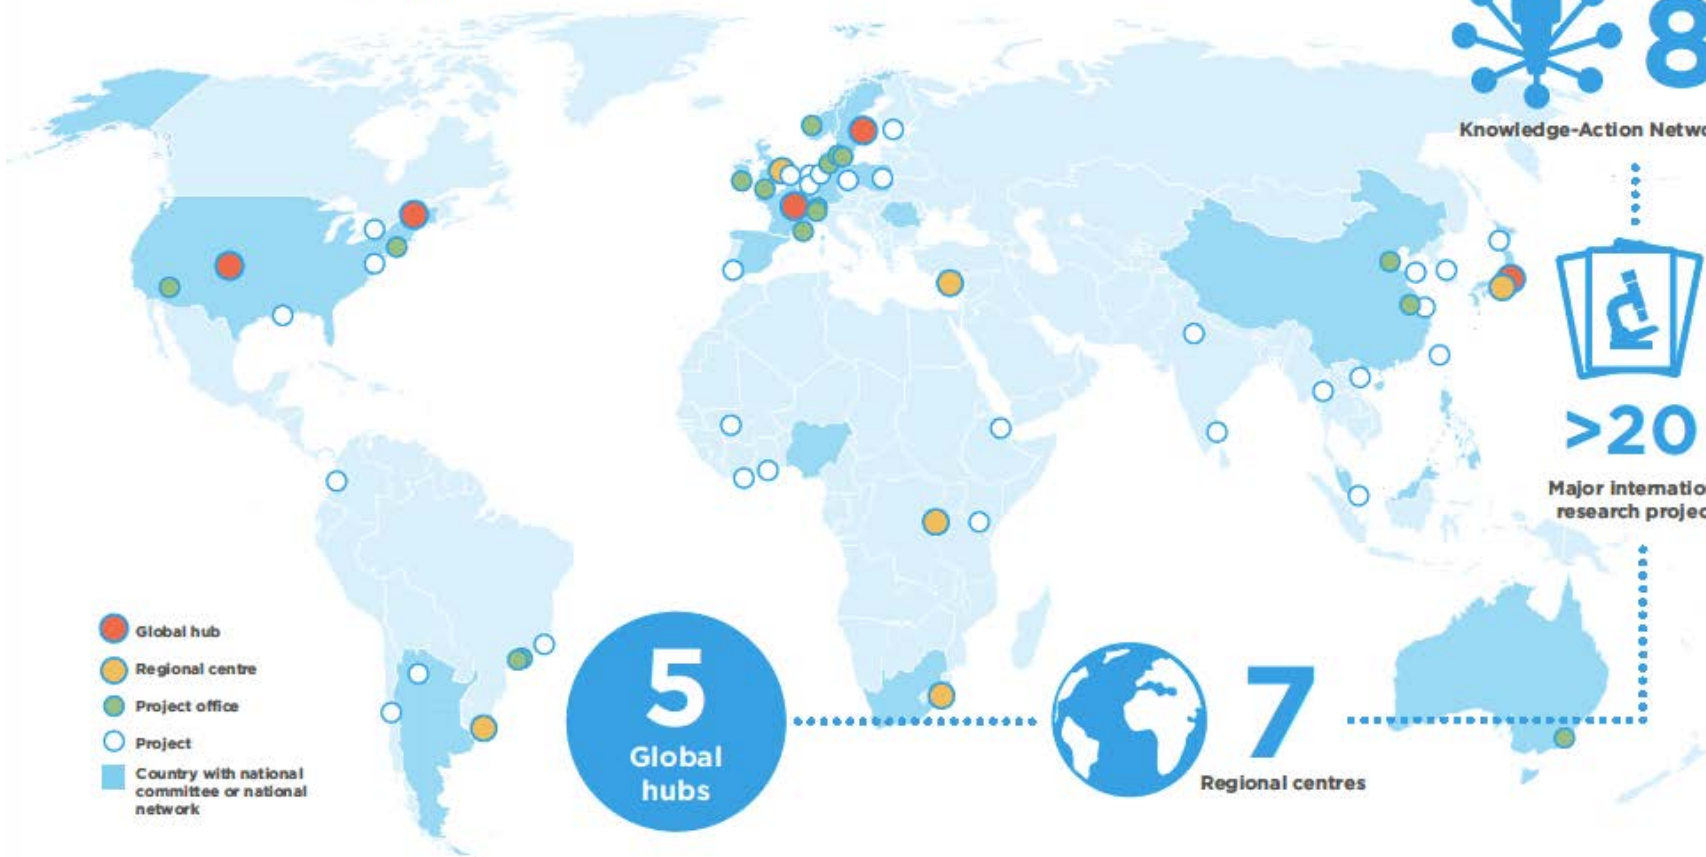 8
Knowledge-Action Netwo
>20
Major internatio
research projec
Global hub
Regional centre
Project office
Project
Country with national
committee or national
network
5
Global
hubs
7
Regional centres